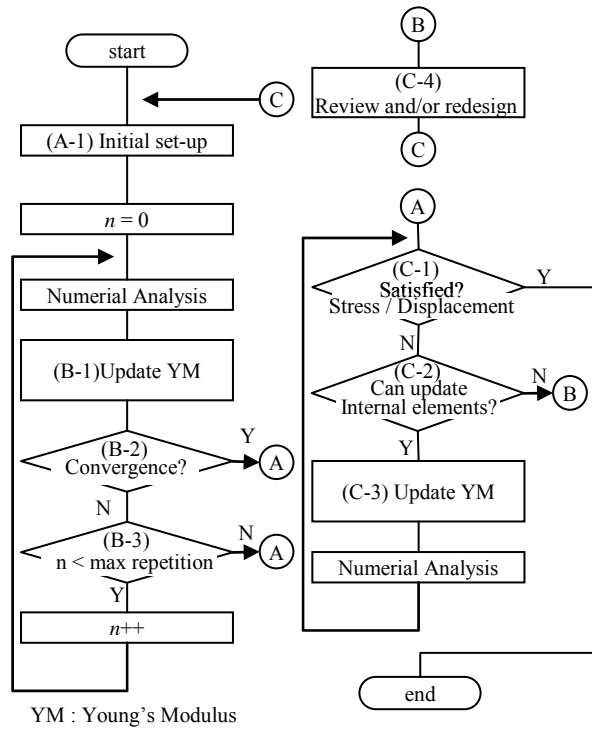 start
C
(A-1) Initial set-up
n = 0
Numerial Analysis
(B-1)Update YM
(B-2)
Convergence?
Y
A
N
(B-3)
n < max repetition
N
A
Y
n++
YM : Young's Modulus
B
(C-4)
Review and/or redesign
C
A
(C-1)
Satisfied?
Stress / Displacement
Y
N
(C-2)
Can update
Internal elements?
N
B
Y
(C-3) Update YM
Numerial Analysis
end